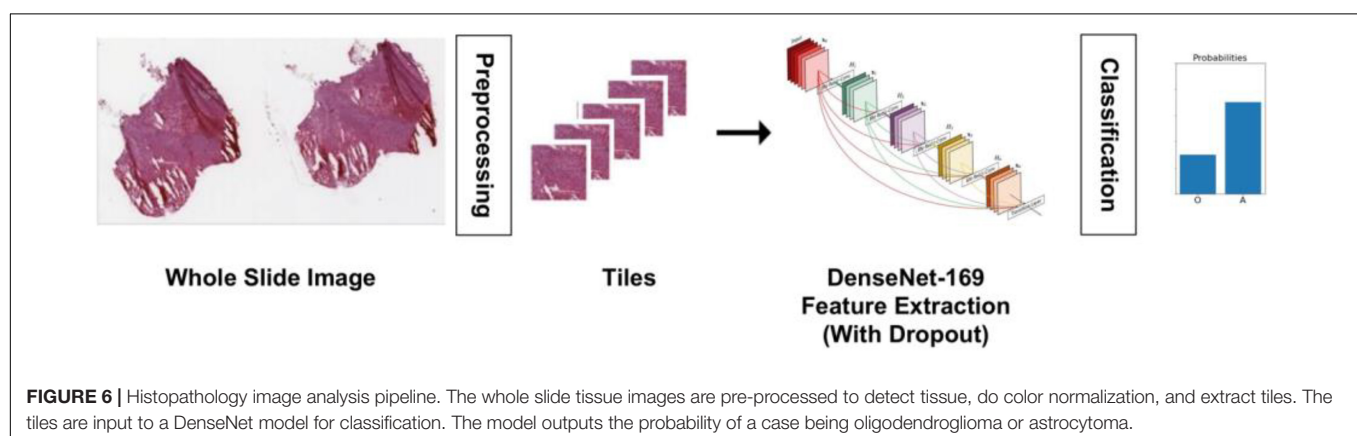 Preprocessing
Classification
Probabilities
O A
Whole Slide Image
Tiles
DenseNet-169
Feature Extraction
(With Dropout)
FIGURE 6 | Histopathology image analysis pipeline. The whole slide tissue images are pre-processed to detect tissue, do color normalization, and extract tiles. The
tiles are input to a DenseNet model for classification. The model outputs the probability of a case being oligodendroglioma or astrocytoma.